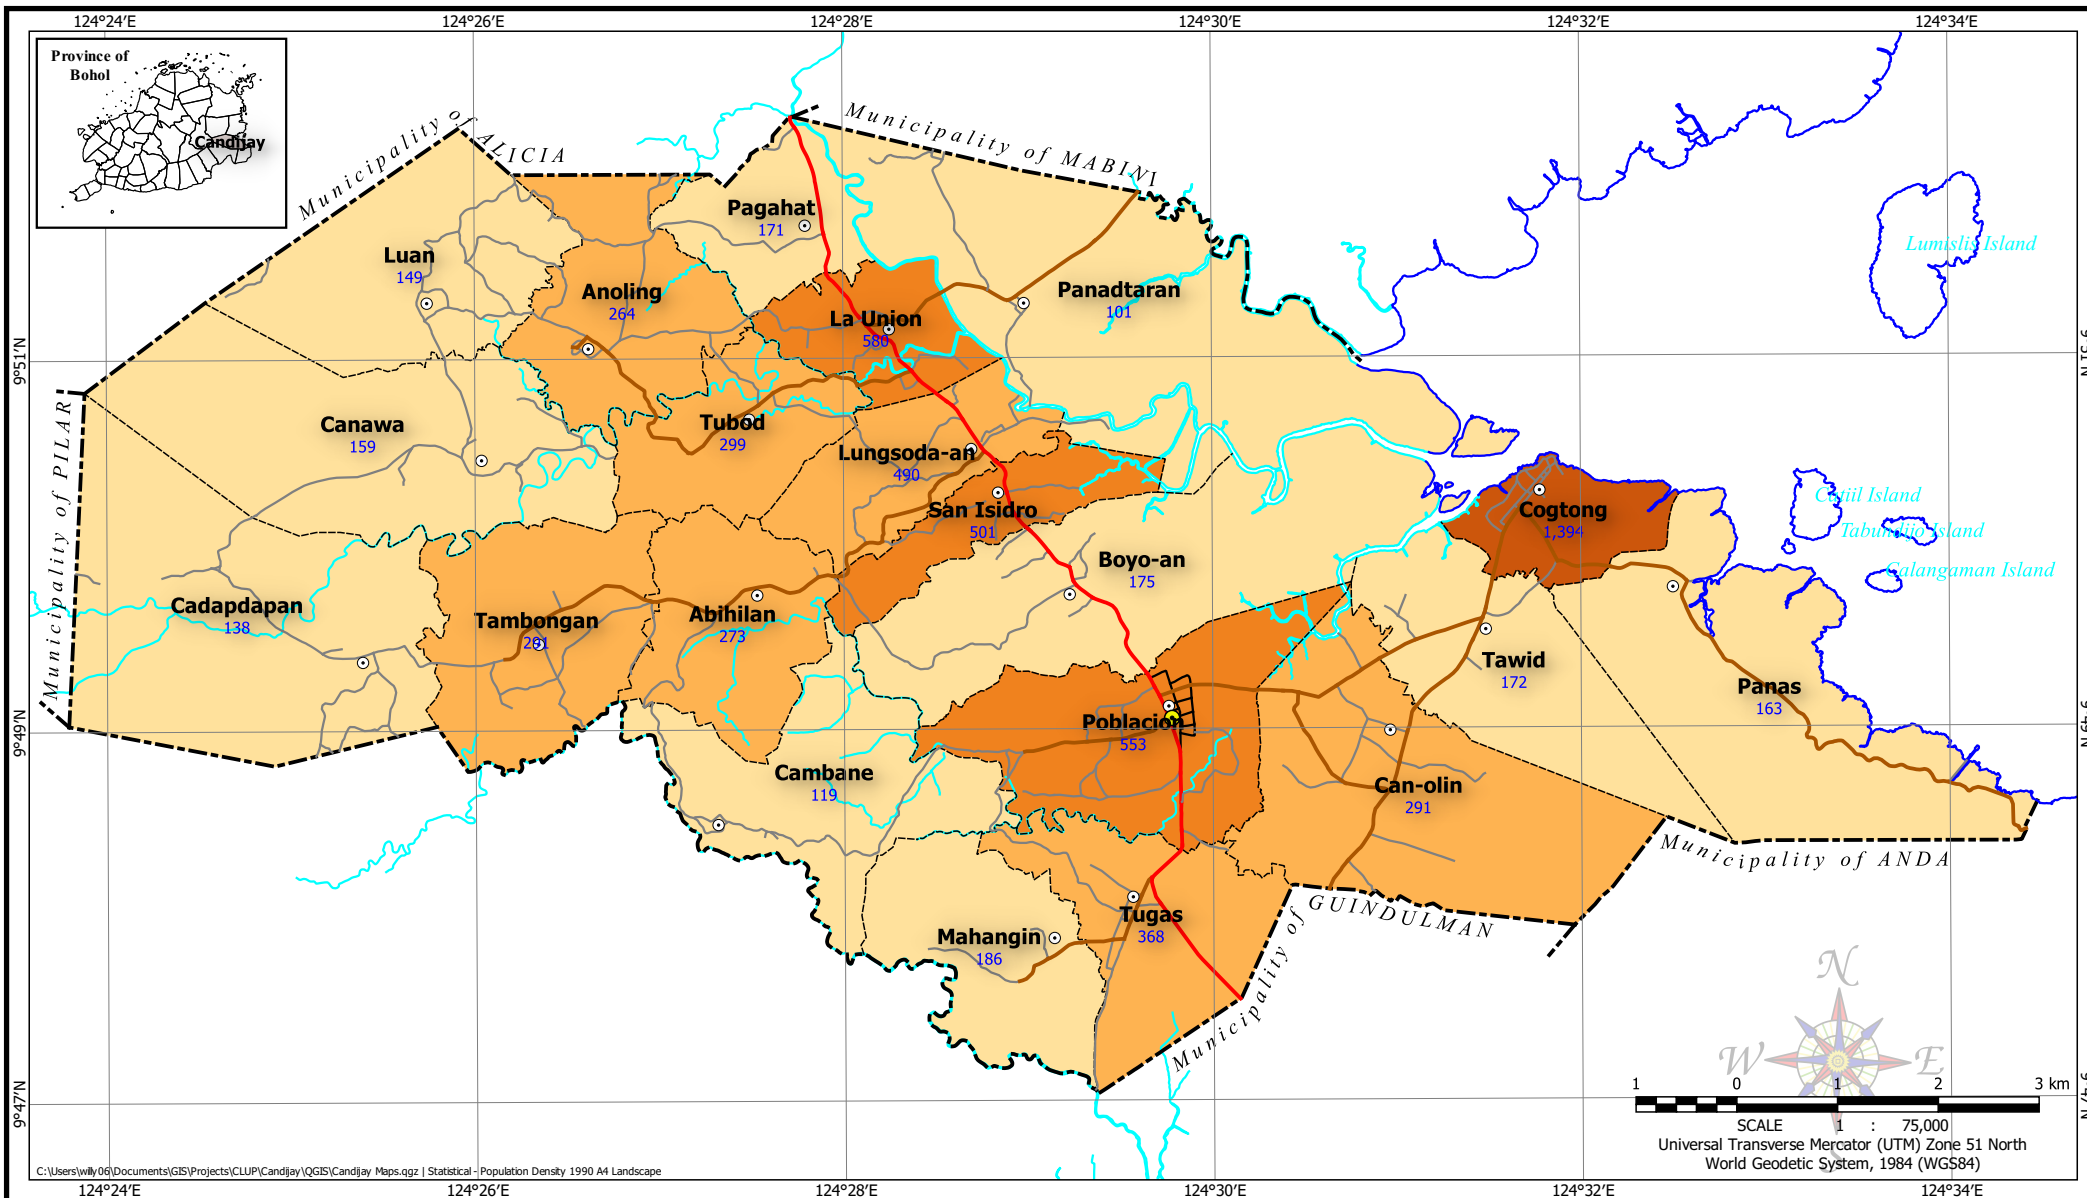 124°24′E 124°26′E 124°28′E 124°30′E 124°32′E 124°34′E
Province of
Bohol
Candijay
Municipality of ALICIA
Municipality of MABINI
Municipality of PILAR
Municipality of ANDA
Municipality of GUINDULMAN
9°51′N
9°49′N
9°47′N
Pagahat
171
Luan
149
Anoling
264
La Union
580
Panadtaran
101
Lumislis Island
Canawa
159
Tubod
299
Lungsoda-an
490
San Isidro
501
Cogtong
1,394
Catiil Island
Tabundijo Island
Calangaman Island
Boyo-an
175
Cadapdapan
138
Tambongan
291
Abihilan
273
Tawid
172
Panas
163
Poblacion
553
Cambane
119
Can-olin
291
Tugas
368
Mahangin
186
N
W E
S
1 0 1 2 3 km
SCALE 1 : 75,000
Universal Transverse Mercator (UTM) Zone 51 North
World Geodetic System, 1984 (WGS84)
C:\Users\willy06\Documents\GIS\Projects\CLUP\Candijay\QGIS\Candijay Maps.qgz | Statistical - Population Density 1990 A4 Landscape
124°24′E 124°26′E 124°28′E 124°30′E 124°32′E 124°34′E